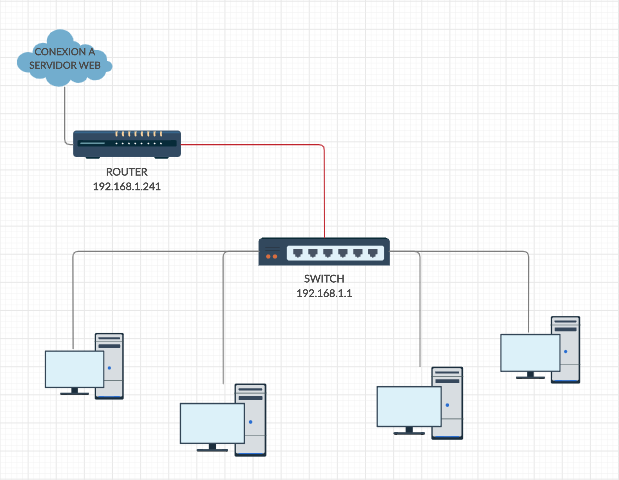 CONEXION A
SERVIDOR WEB
ROUTER
192.168.1.241
SWITCH
192.168.1.1